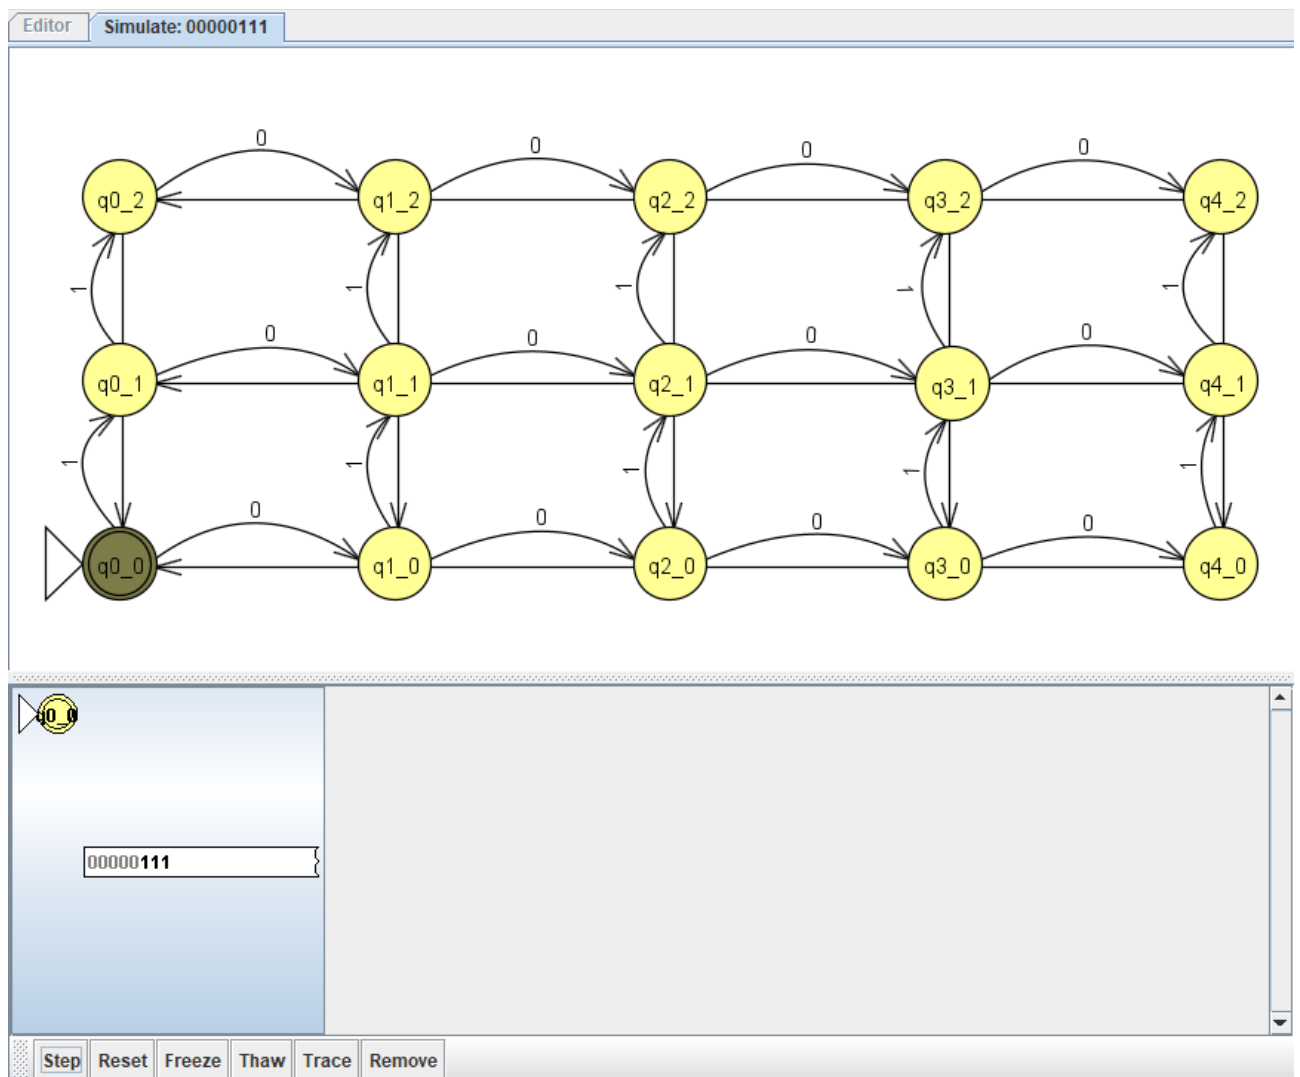 Editor Simulate: 00000111
0 0 0 0
q0_2 q1_2 q2_2 q3_2 q4_2
1 1 1 1 1
0 0 0 0
q0_1 q1_1 q2_1 q3_1 q4_1
1 1 1 1 1
0 0 0 0
q0_0 q1_0 q2_0 q3_0 q4_0
q0_0
00000111
Step Reset Freeze Thaw Trace Remove